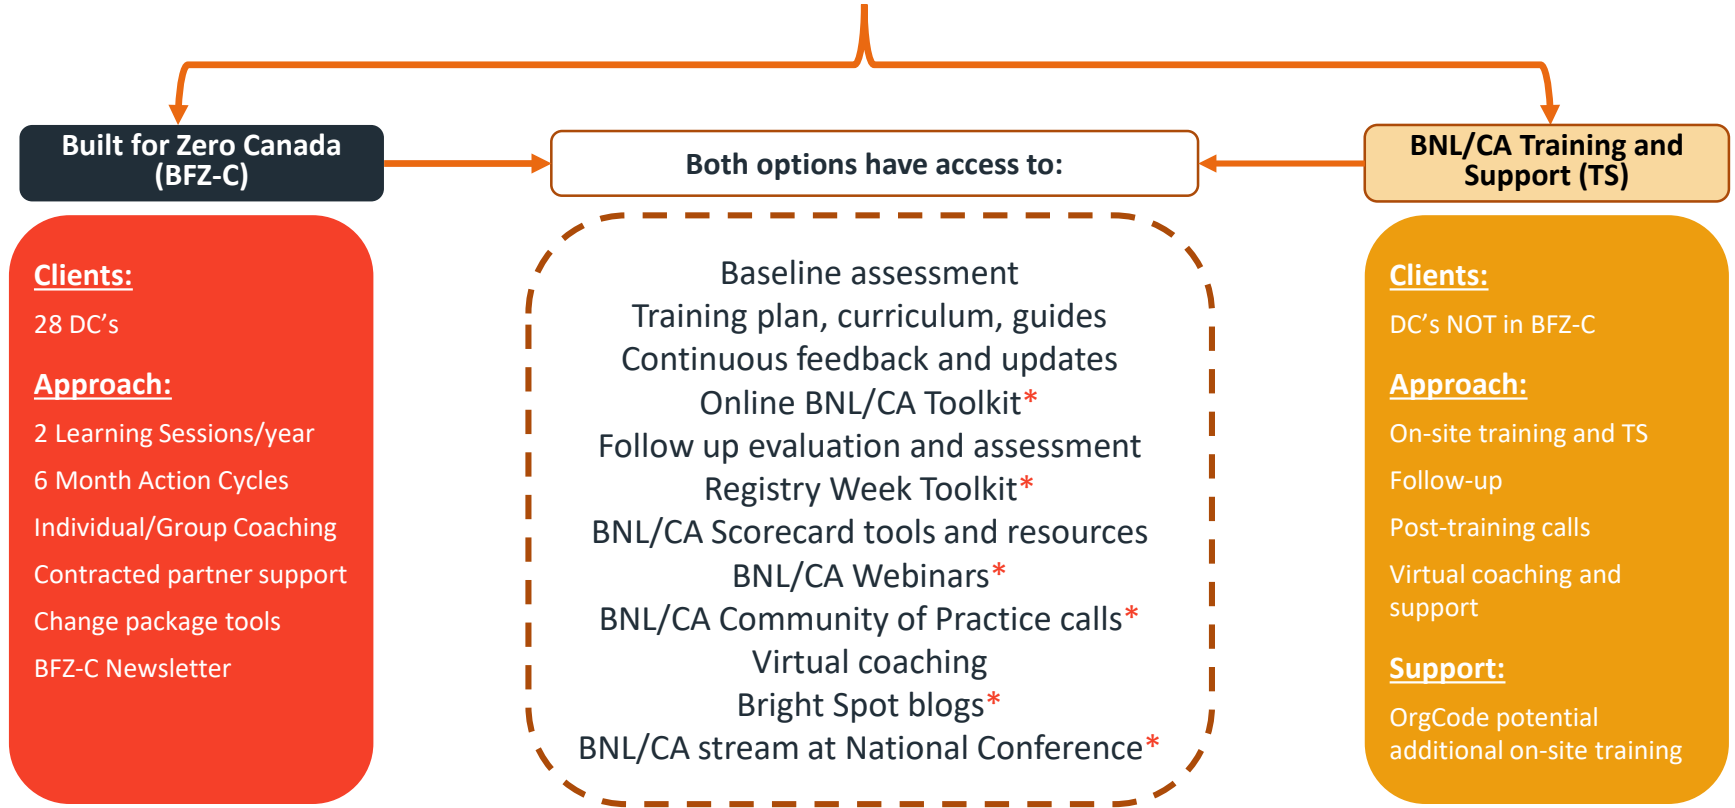 Built for Zero Canada
(BFZ-C)
Clients:
28 DC’s
Approach:
2 Learning Sessions/year
6 Month Action Cycles
Individual/Group Coaching
Contracted partner support
Change package tools
BFZ-C Newsletter
Both options have access to:
Baseline assessment
Training plan, curriculum, guides
Continuous feedback and updates
Online BNL/CA Toolkit*
Follow up evaluation and assessment
Registry Week Toolkit*
BNL/CA Scorecard tools and resources
BNL/CA Webinars*
BNL/CA Community of Practice calls*
Virtual coaching
Bright Spot blogs*
BNL/CA stream at National Conference*
BNL/CA Training and
Support (TS)
Clients:
DC’s NOT in BFZ-C
Approach:
On-site training and TS
Follow-up
Post-training calls
Virtual coaching and
support
Support:
OrgCode potential
additional on-site training